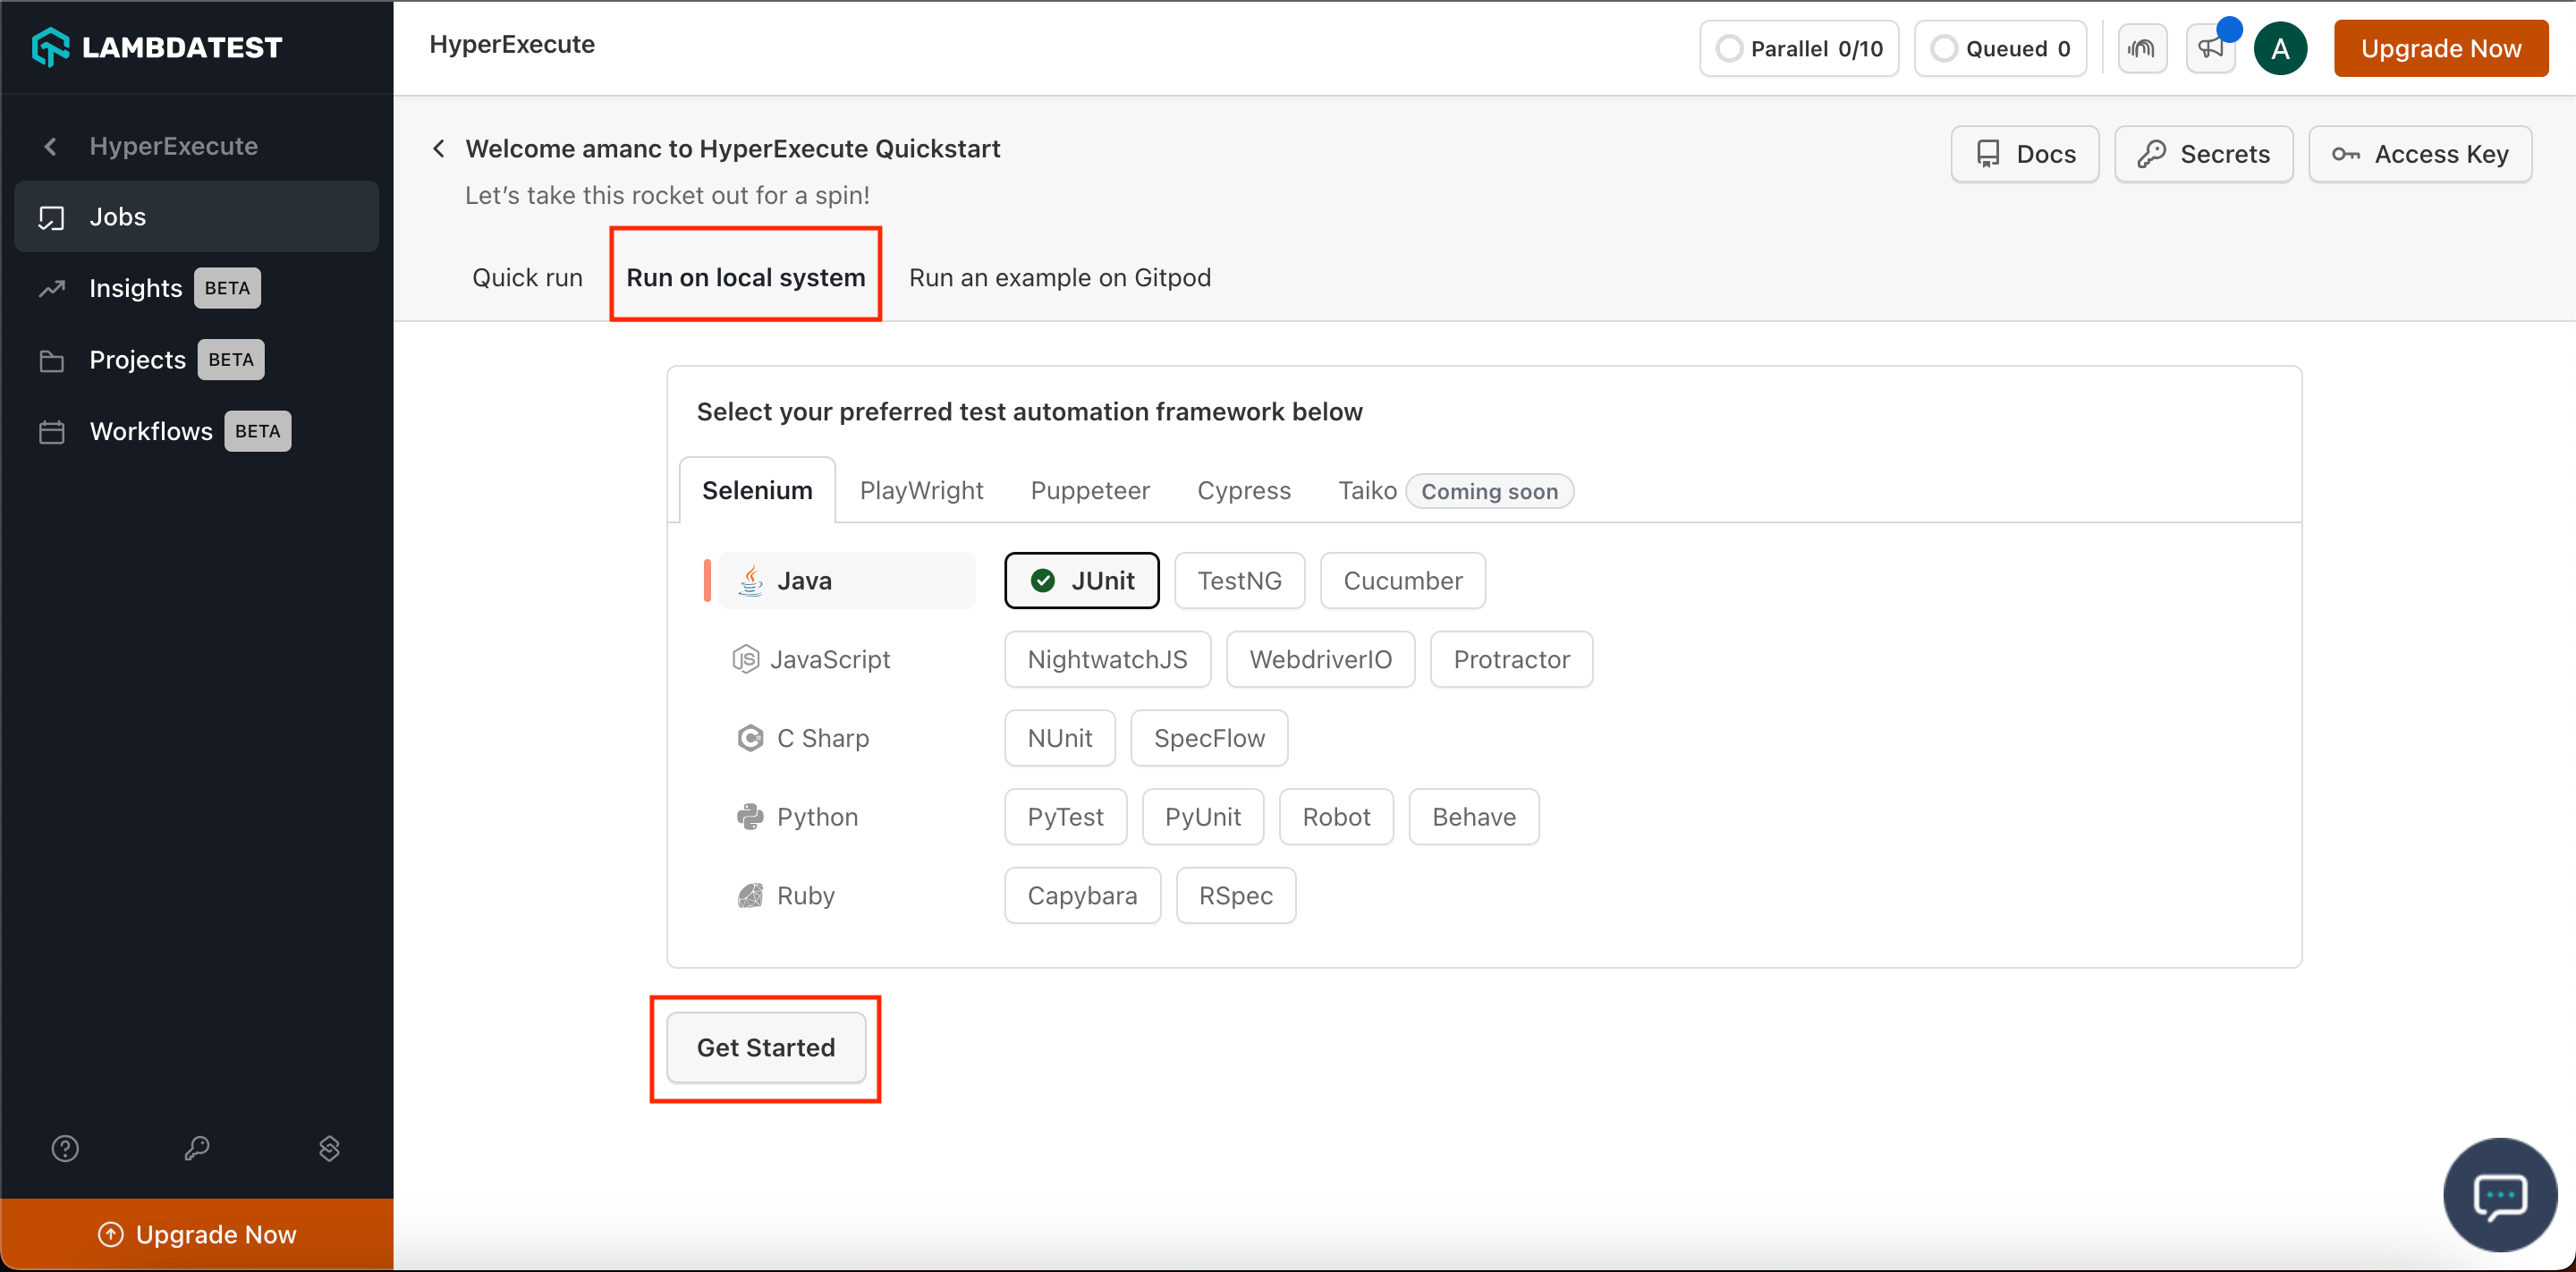 LAMBDATEST
HyperExecute
Jobs
Insights BETA
Projects BETA
Workflows BETA
Upgrade Now
HyperExecute
Parallel 0/10
Queued 0
A
Upgrade Now
Welcome amanc to HyperExecute Quickstart
Let’s take this rocket out for a spin!
Docs
Secrets
Access Key
Quick run
Run on local system
Run an example on Gitpod
Select your preferred test automation framework below
Selenium PlayWright Puppeteer Cypress Taiko Coming soon
Java JUnit TestNG Cucumber
JS JavaScript NightwatchJS WebdriverIO Protractor
C Sharp NUnit SpecFlow
Python PyTest PyUnit Robot Behave
Ruby Capybara RSpec
Get Started